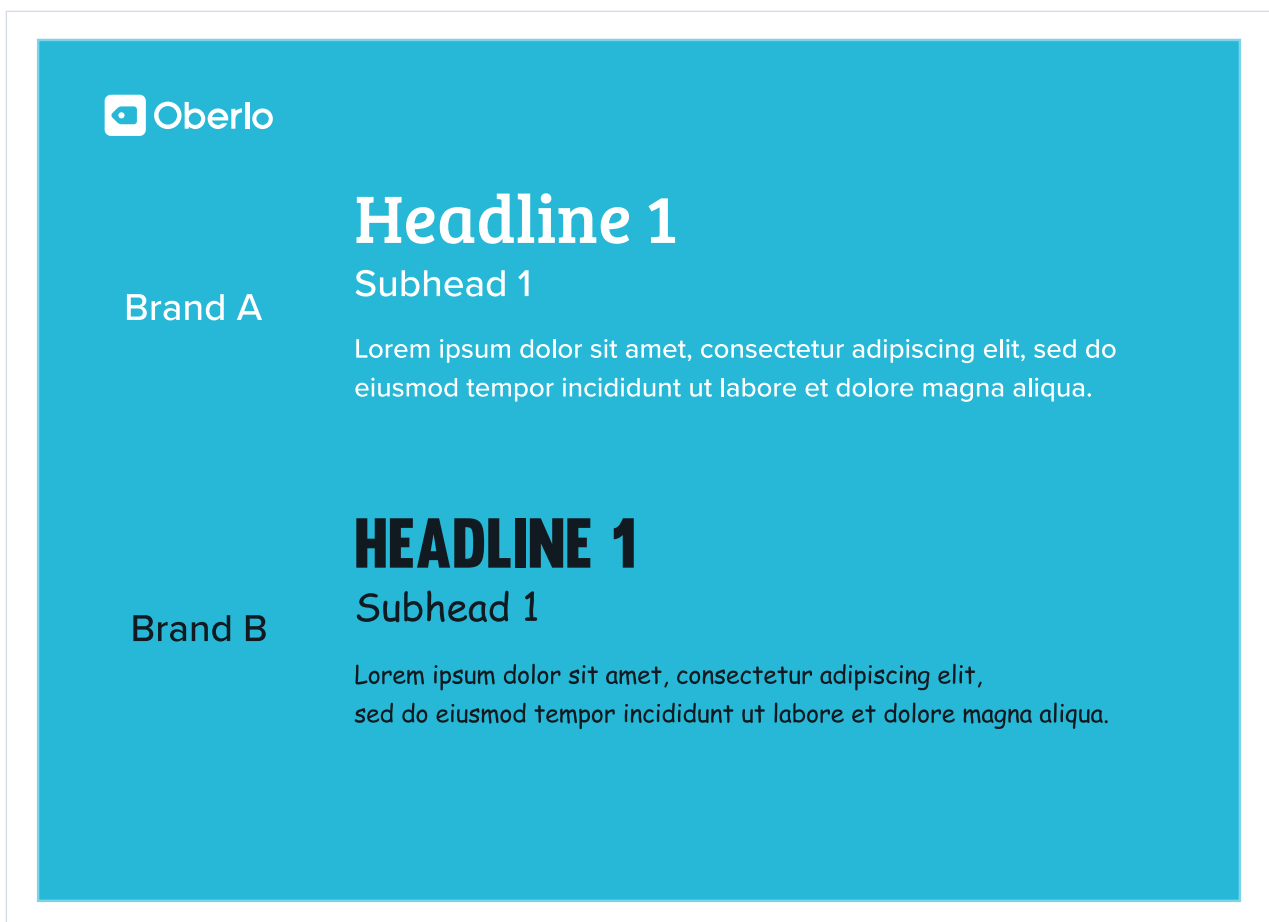 Oberlo
Headline 1
Subhead 1
Brand A
Lorem ipsum dolor sit amet, consectetur adipiscing elit, sed do
eiusmod tempor incididunt ut labore et dolore magna aliqua.
HEADLINE 1
Subhead 1
Brand B
Lorem ipsum dolor sit amet, consectetur adipiscing elit,
sed do eiusmod tempor incididunt ut labore et dolore magna aliqua.